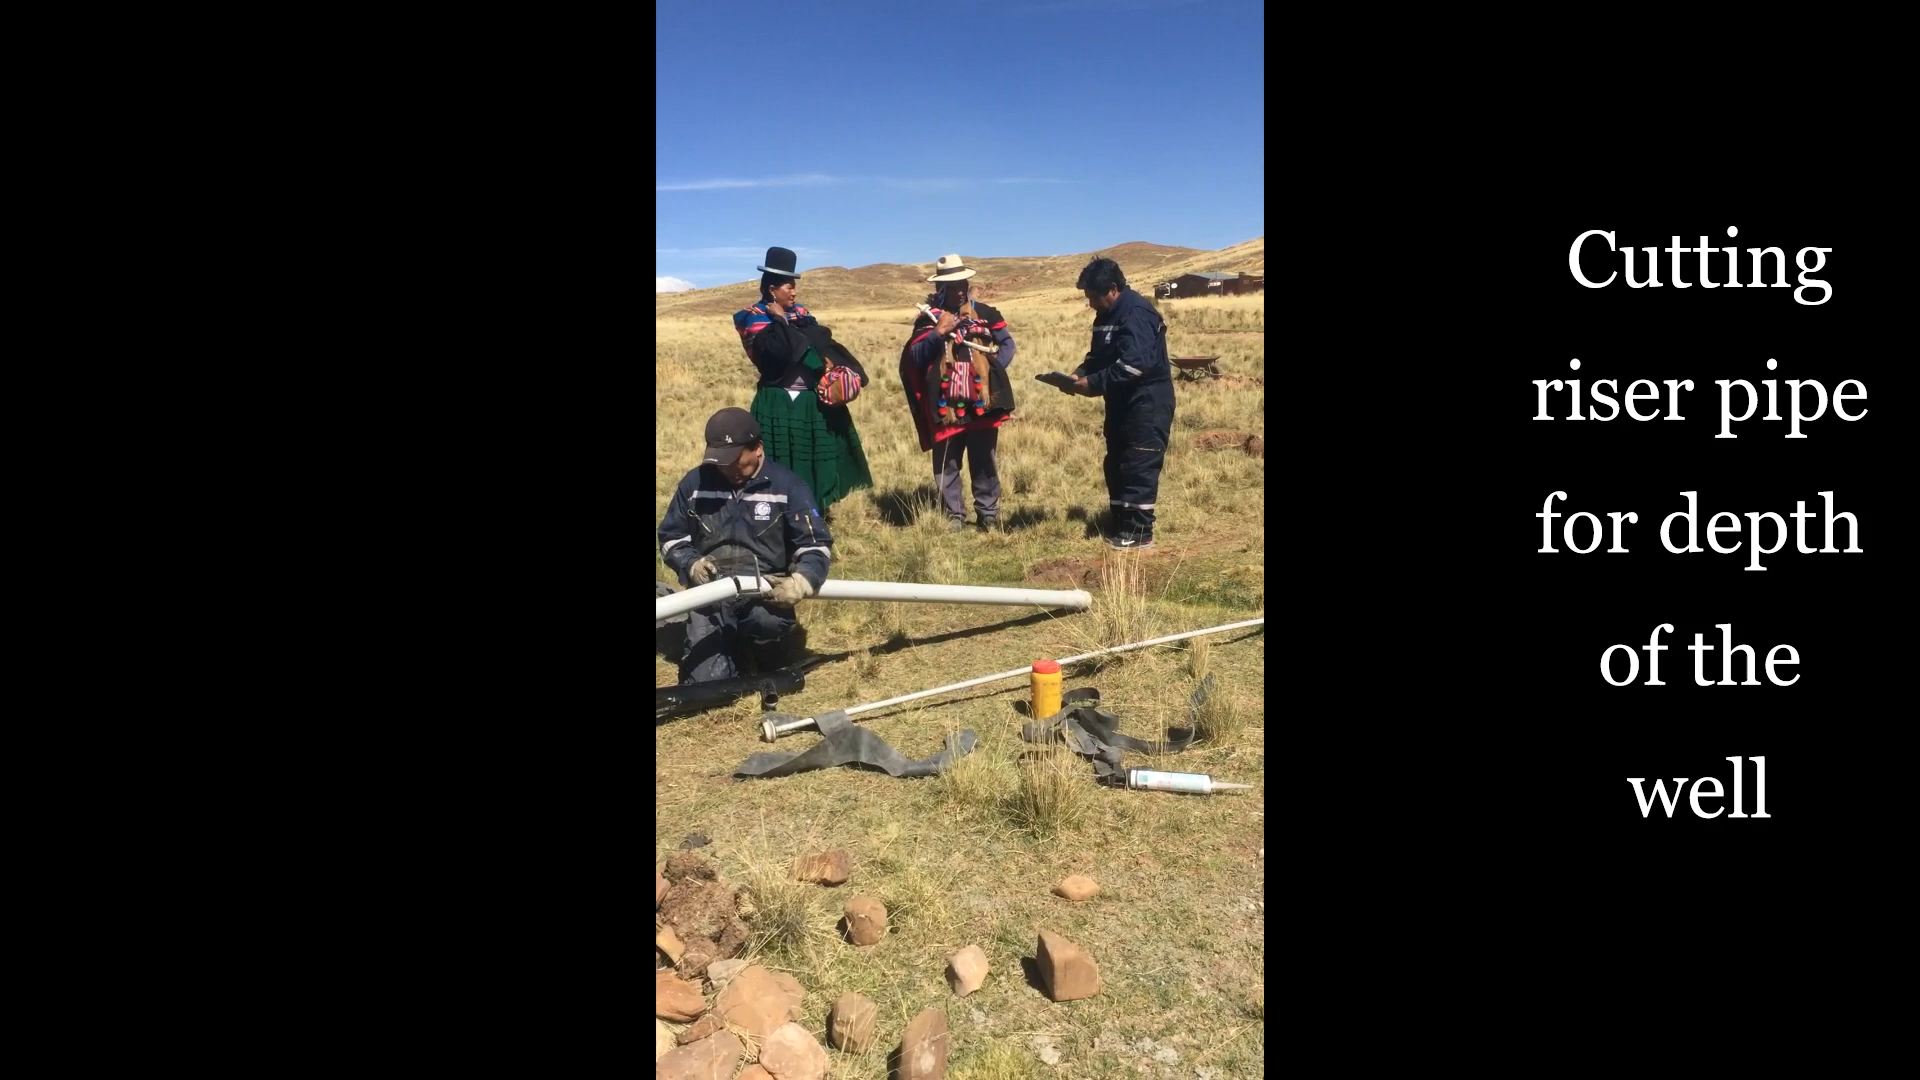 Cutting
riser pipe
for depth
of the
well